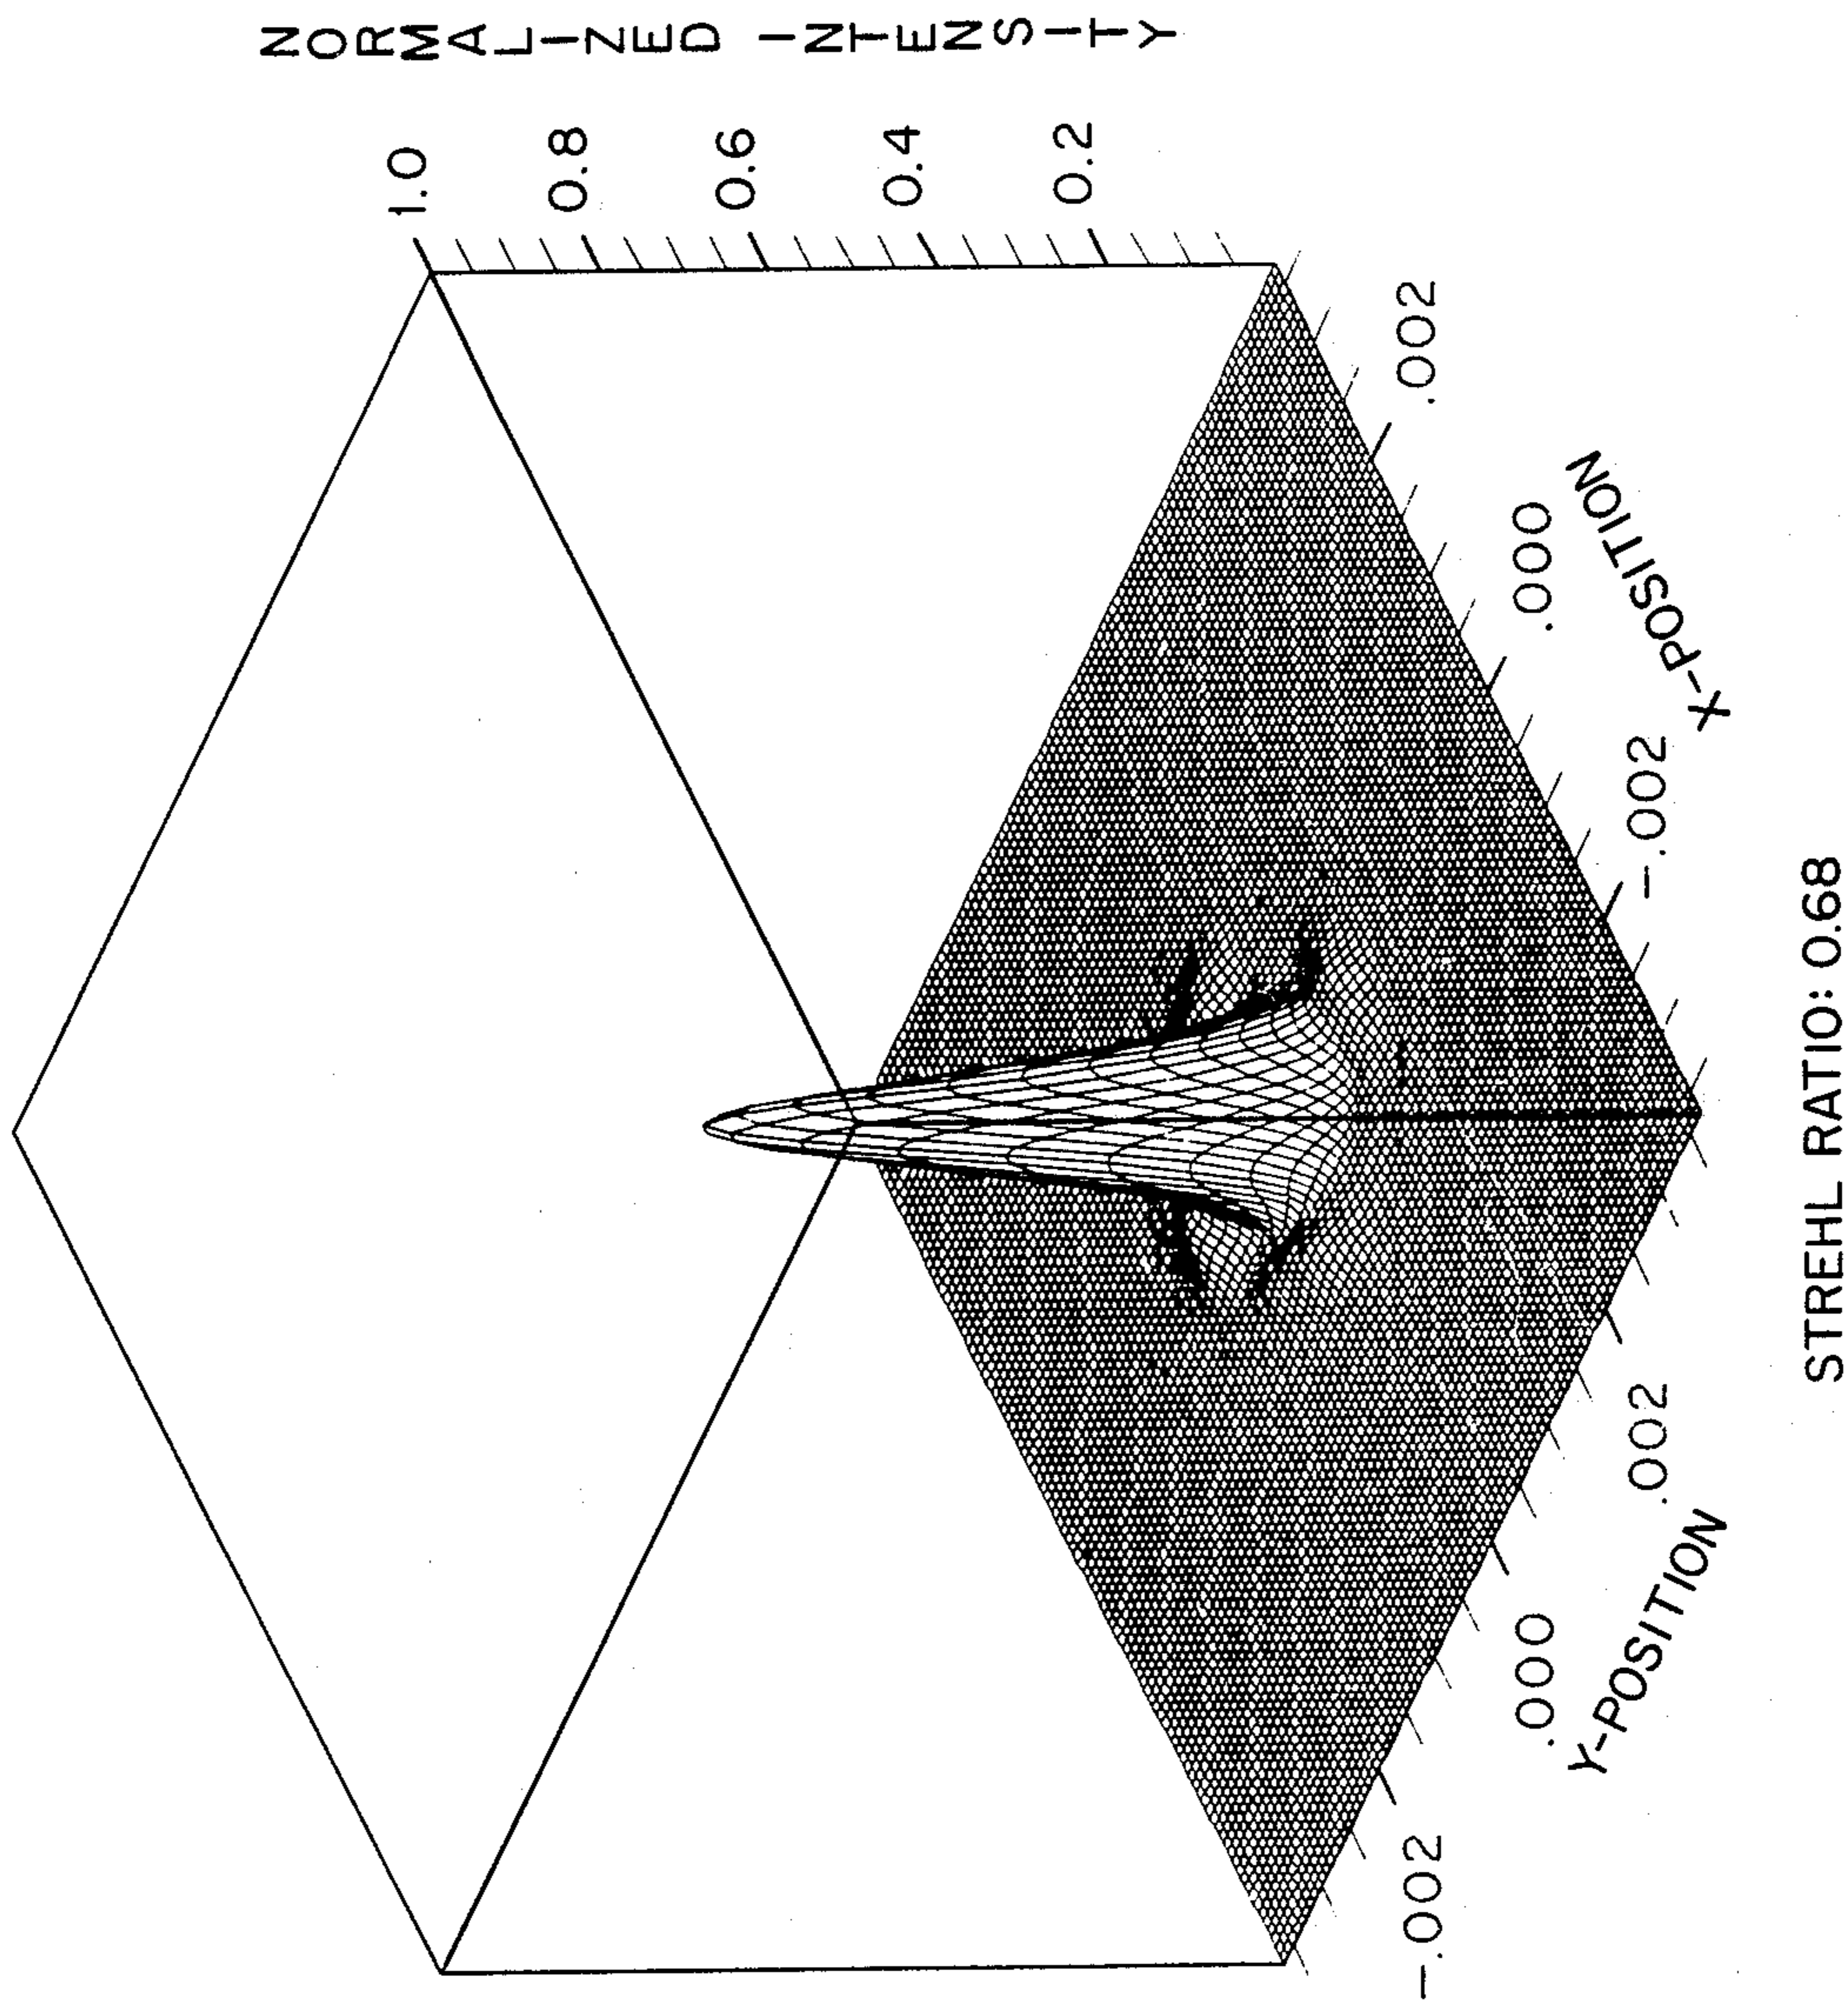 NORMALIZED INTENSITY
1.0
0.8
0.6
0.4
0.2
.002
.000
-.002
X-POSITION
.002
.000
-.002
Y-POSITION
STREHL RATIO: 0.68